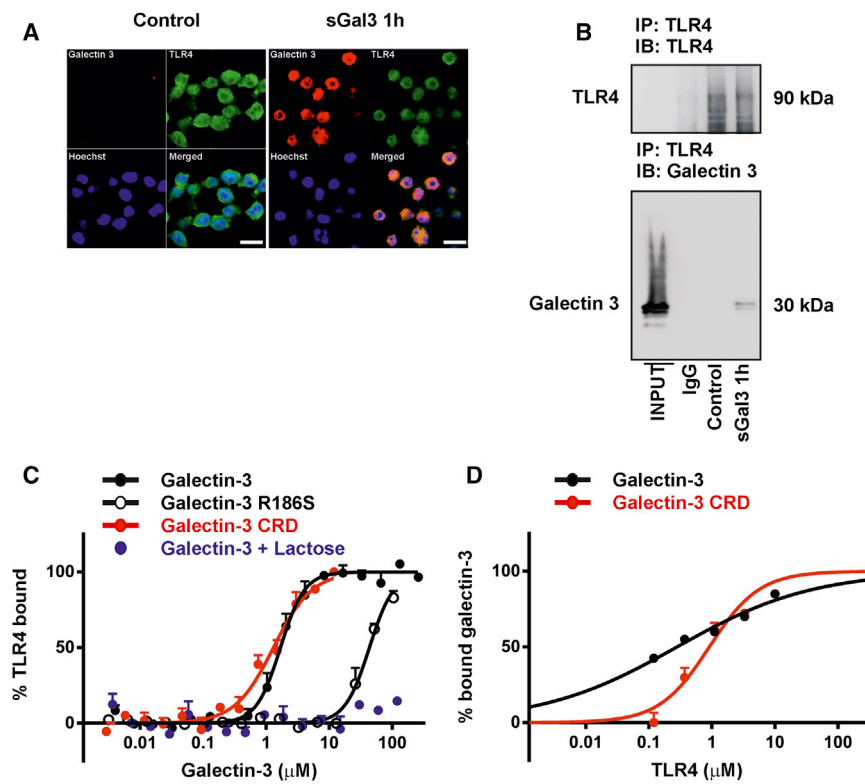 A
Control
sGal3 1h
Galectin 3
TLR4
Galectin 3
TLR4
Hoechst
Merged
Hoechst
Merged
B
IP: TLR4
IB: TLR4
TLR4
90 kDa
IP: TLR4
IB: Galectin 3
Galectin 3
30 kDa
INPUT
IgG
Control
sGal3 1h
C
Galectin-3
Galectin-3 R186S
Galectin-3 CRD
Galectin-3 + Lactose
% TLR4 bound
100
50
0
0.01
0.1
1
10
100
Galectin-3 (μM)
D
Galectin-3
Galectin-3 CRD
% bound galectin-3
100
50
0
0.01
0.1
1
10
100
TLR4 (μM)